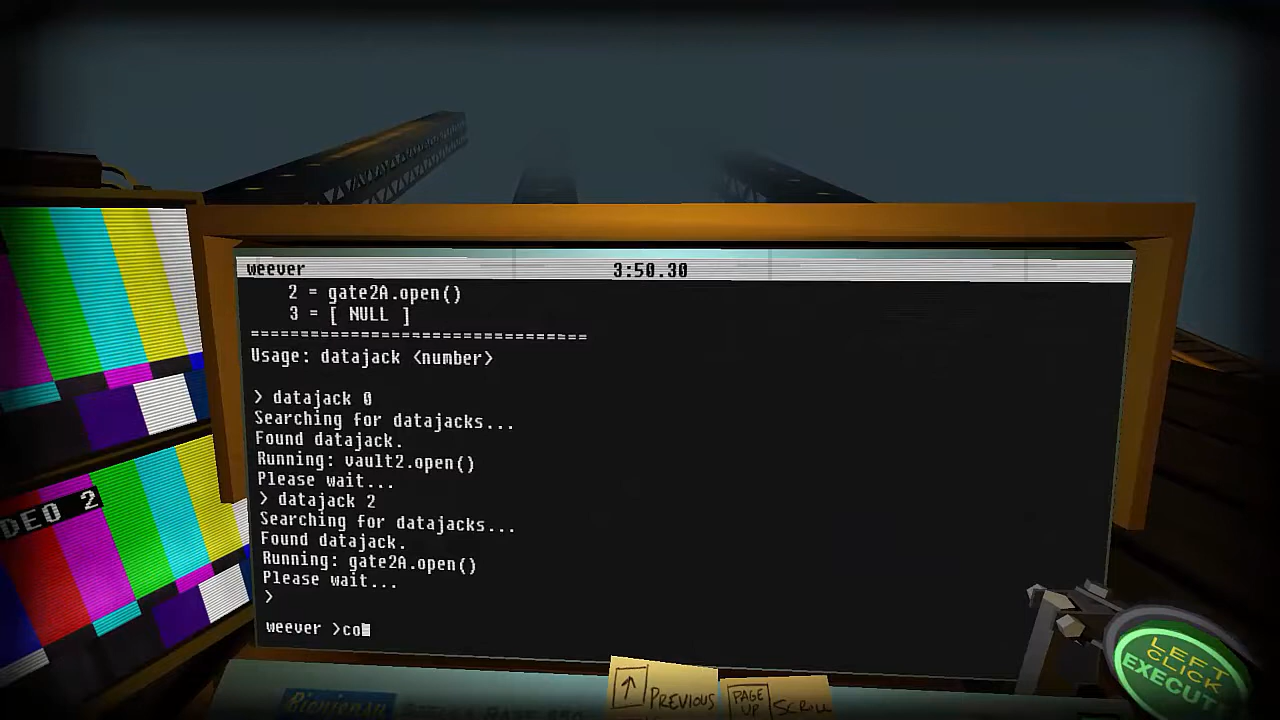 weever 3:50.30
2 = gate2A.open()
3 = [ NULL ]
================================
Usage: datajack <number>
> datajack 0
Searching for datajacks...
Found datajack.
Running: vault2.open()
Please wait...
> datajack 2
Searching for datajacks...
Found datajack.
Running: gate2A.open()
Please wait...
>
weever >co
DEO 2
LEFT
CLICK
EXECUT
↑ PREVIOUS
PAGE
UP SCROLL